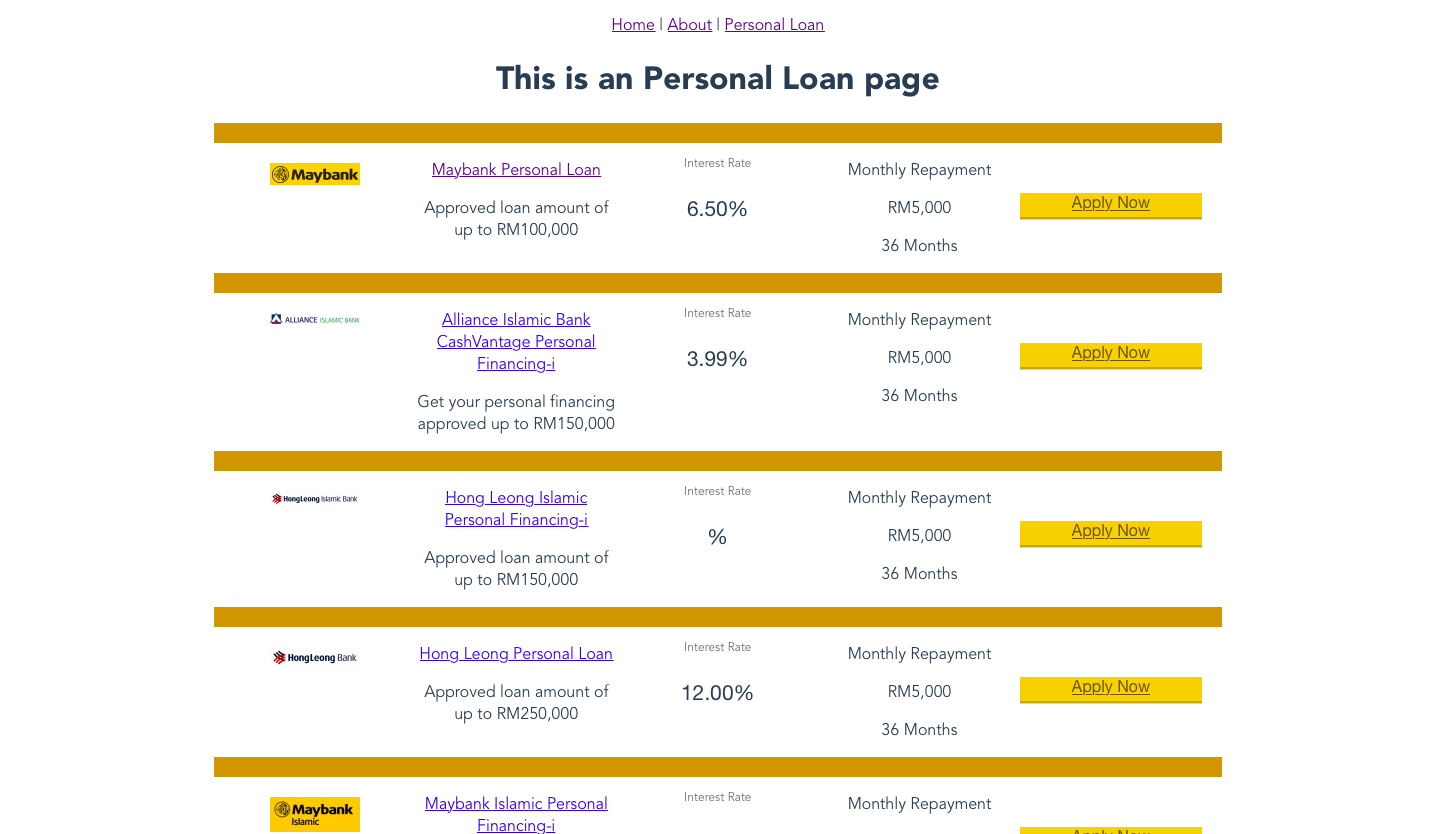 Home | About | Personal Loan
This is an Personal Loan page
Maybank
Maybank Personal Loan
Approved loan amount of
up to RM100,000
Interest Rate
6.50%
Monthly Repayment
RM5,000
36 Months
Apply Now
ALLIANCE ISLAMIC BANK
Alliance Islamic Bank
CashVantage Personal
Financing-i
Get your personal financing
approved up to RM150,000
Interest Rate
3.99%
Monthly Repayment
RM5,000
36 Months
Apply Now
HongLeong Islamic Bank
Hong Leong Islamic
Personal Financing-i
Approved loan amount of
up to RM150,000
Interest Rate
%
Monthly Repayment
RM5,000
36 Months
Apply Now
HongLeong Bank
Hong Leong Personal Loan
Approved loan amount of
up to RM250,000
Interest Rate
12.00%
Monthly Repayment
RM5,000
36 Months
Apply Now
Maybank
Islamic
Maybank Islamic Personal
Financing-i
Interest Rate
Monthly Repayment
Apply Now